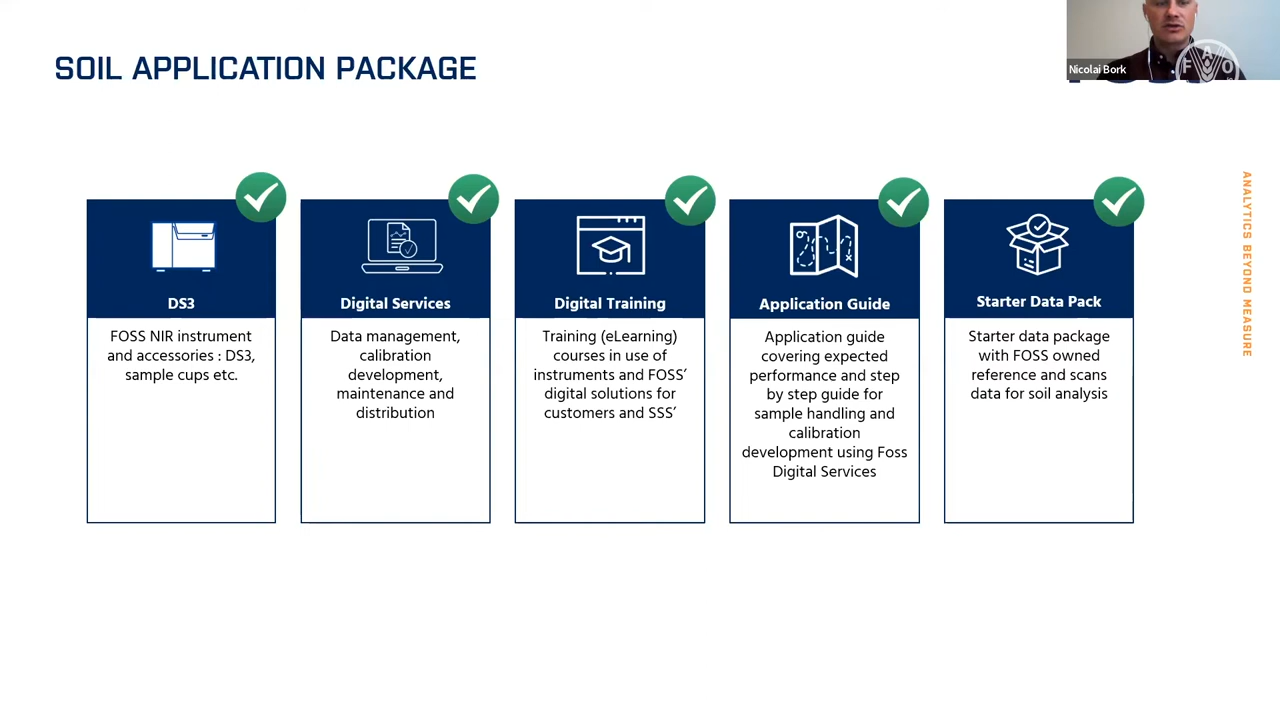 SOIL APPLICATION PACKAGE
Nicolai Bork
F A O
DS3
FOSS NIR instrument
and accessories : DS3,
sample cups etc.
Digital Services
Data management,
calibration
development,
maintenance and
distribution
Digital Training
Training (eLearning)
courses in use of
instruments and FOSS’
digital solutions for
customers and SSS’
Application Guide
Application guide
covering expected
performance and step
by step guide for
sample handling and
calibration
development using Foss
Digital Services
Starter Data Pack
Starter data package
with FOSS owned
reference and scans
data for soil analysis
ANALYTICS BEYOND MEASURE